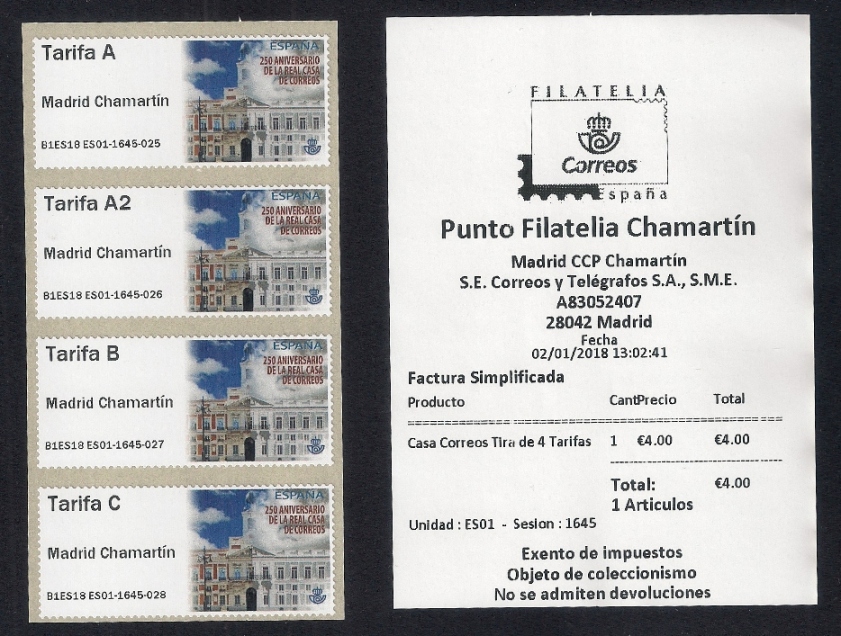 Tarifa A
ESPAÑA
250 ANIVERSARIO
DE LA REAL CASA
DE CORREOS
Madrid Chamartín
B1ES18 ES01-1645-025
Tarifa A2
ESPAÑA
250 ANIVERSARIO
DE LA REAL CASA
DE CORREOS
Madrid Chamartín
B1ES18 ES01-1645-026
Tarifa B
ESPAÑA
250 ANIVERSARIO
DE LA REAL CASA
DE CORREOS
Madrid Chamartín
B1ES18 ES01-1645-027
Tarifa C
ESPAÑA
250 ANIVERSARIO
DE LA REAL CASA
DE CORREOS
Madrid Chamartín
B1ES18 ES01-1645-028
FILATELIA
Correos
España
Punto Filatelia Chamartín
Madrid CCP Chamartín
S.E. Correos y Telégrafos S.A., S.M.E.
A83052407
28042 Madrid
Fecha
02/01/2018 13:02:41
Factura Simplificada
Producto CantPrecio Total
Casa Correos Tira de 4 Tarifas 1 €4.00 €4.00
Total: €4.00
1 Articulos
Unidad : ES01 - Sesion : 1645
Exento de impuestos
Objeto de coleccionismo
No se admiten devoluciones